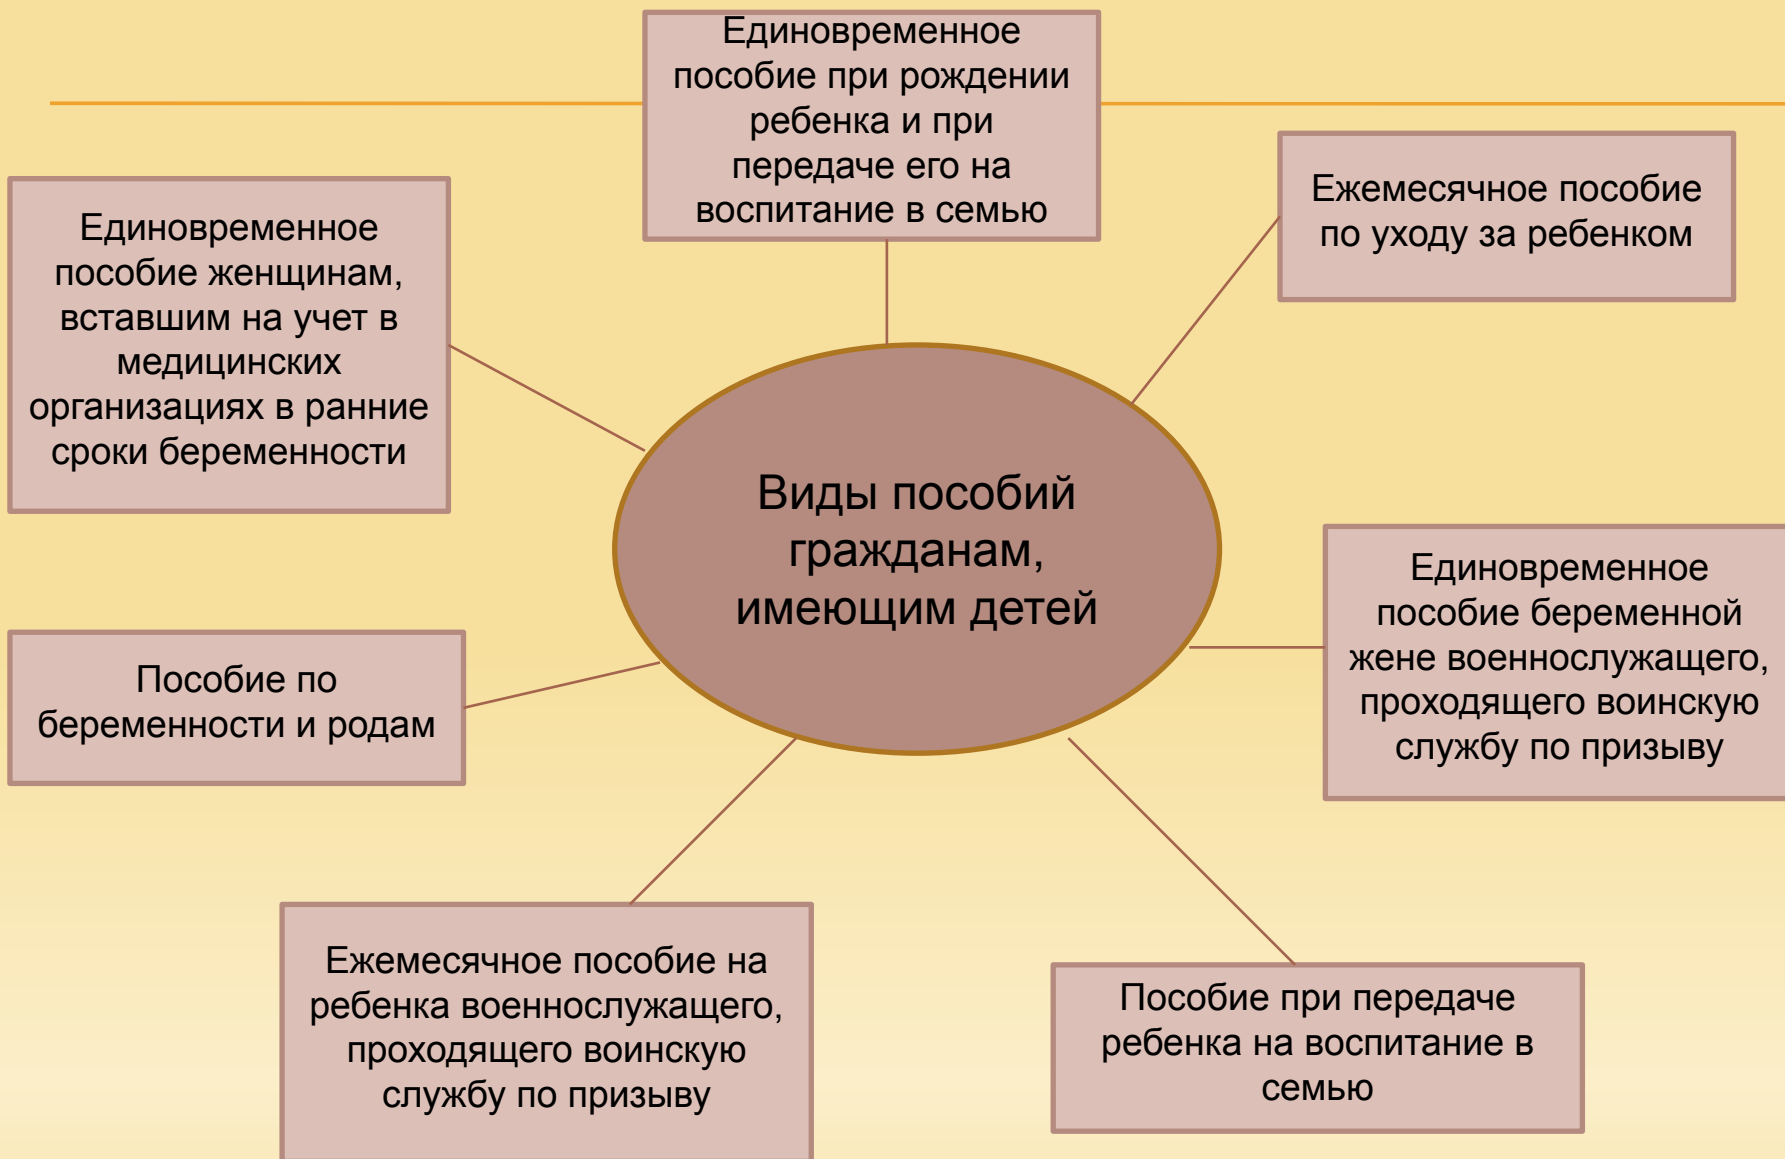 Единовременное
пособие при рождении
ребенка и при
передаче его на
воспитание в семью
Ежемесячное пособие
по уходу за ребенком
Единовременное
пособие женщинам,
вставшим на учет в
медицинских
организациях в ранние
сроки беременности
Виды пособий
гражданам,
имеющим детей
Единовременное
пособие беременной
жене военнослужащего,
проходящего воинскую
службу по призыву
Пособие по
беременности и родам
Ежемесячное пособие на
ребенка военнослужащего,
проходящего воинскую
службу по призыву
Пособие при передаче
ребенка на воспитание в
семью